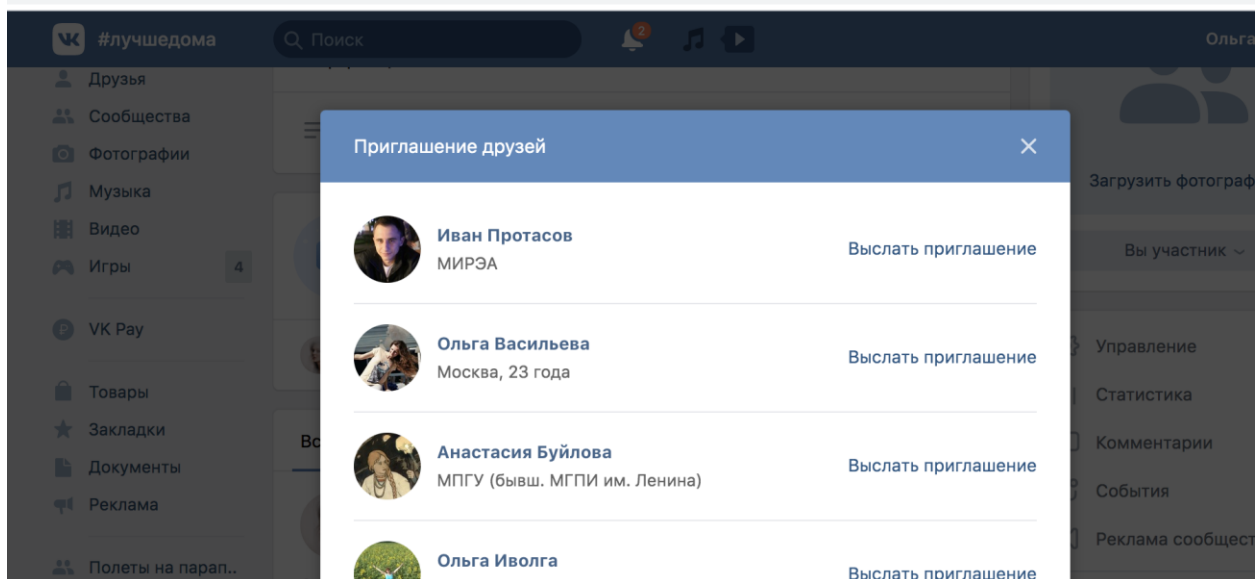 #лучшедома
Поиск
2
Ольга
Друзья
Сообщества
Фотографии
Музыка
Видео
Игры 4
VK Pay
Товары
Закладки
Документы
Реклама
Полеты на парап..
Приглашение друзей
Иван Протасов
МИРЭА
Выслать приглашение
Ольга Васильева
Москва, 23 года
Выслать приглашение
Анастасия Буйлова
МПГУ (бывш. МГПИ им. Ленина)
Выслать приглашение
Ольга Иволга
Выслать приглашение
Загрузить фотограф
Вы участник
Управление
Статистика
Комментарии
События
Реклама сообщест